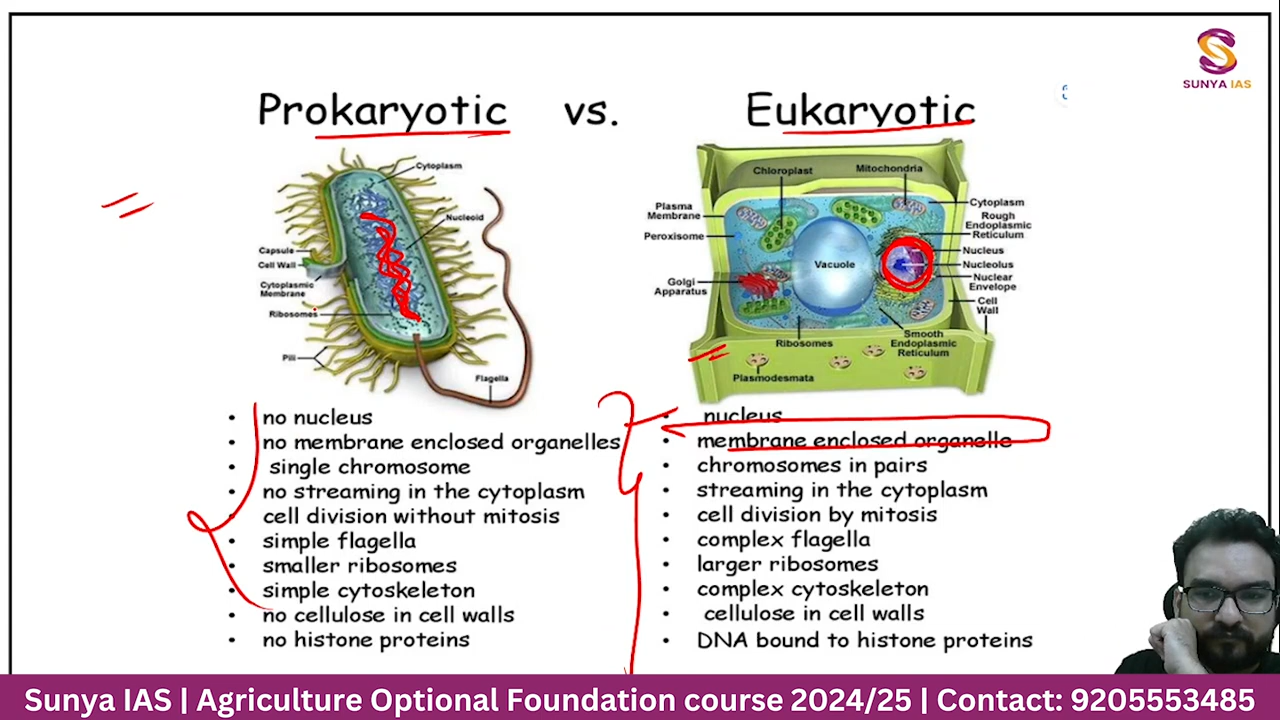 SUNYA IAS
Prokaryotic vs. Eukaryotic
Cytoplasm
Nucleoid
Capsule
Cell Wall
Cytoplasmic
Membrane
Ribosomes
Pili
Flagella
Chloroplast
Mitochondria
Plasma
Membrane
Peroxisome
Golgi
Apparatus
Vacuole
Cytoplasm
Rough
Endoplasmic
Reticulum
Nucleus
Nucleolus
Nuclear
Envelope
Cell
Wall
Ribosomes
Smooth
Endoplasmic
Reticulum
Plasmodesmata
• no nucleus
• no membrane enclosed organelles
• single chromosome
• no streaming in the cytoplasm
• cell division without mitosis
• simple flagella
• smaller ribosomes
• simple cytoskeleton
• no cellulose in cell walls
• no histone proteins
• nucleus
• membrane enclosed organelle
• chromosomes in pairs
• streaming in the cytoplasm
• cell division by mitosis
• complex flagella
• larger ribosomes
• complex cytoskeleton
• cellulose in cell walls
• DNA bound to histone proteins
Sunya IAS | Agriculture Optional Foundation course 2024/25 | Contact: 9205553485